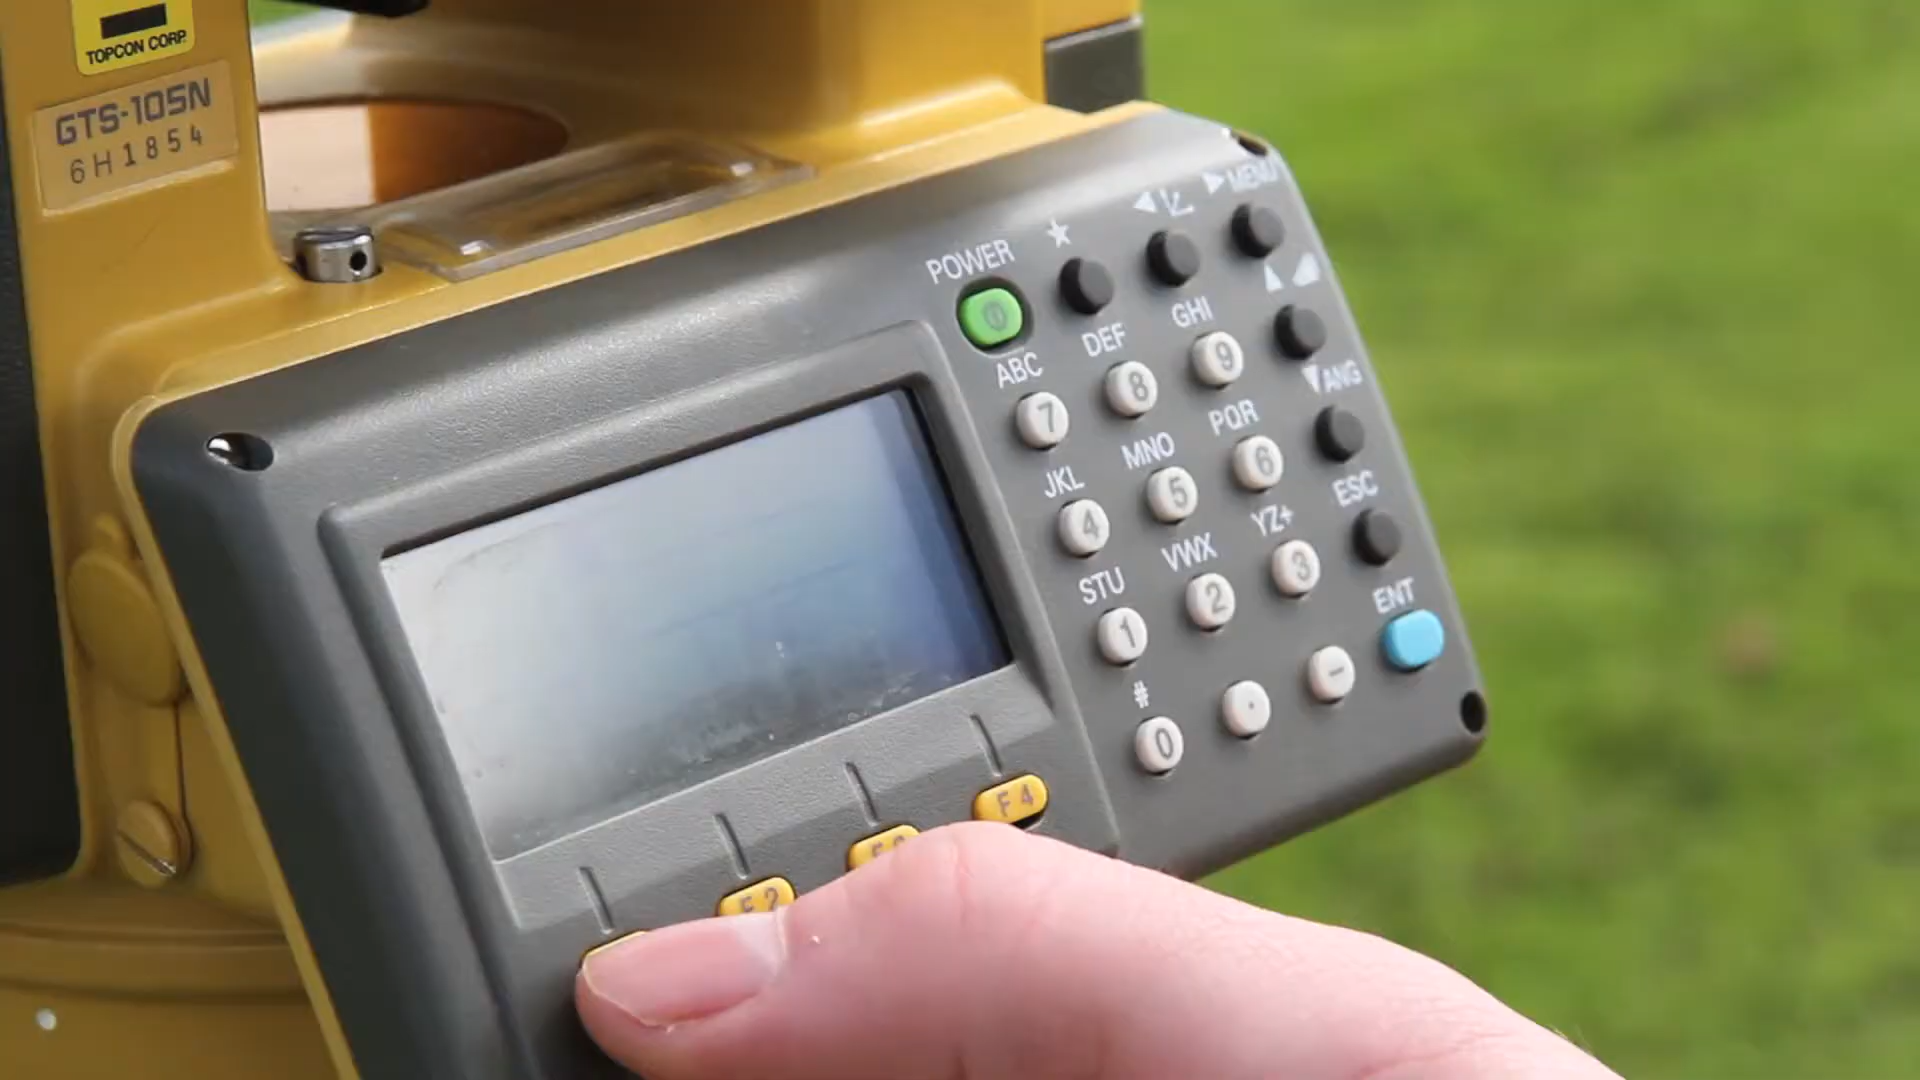 TOPCON CORP.
GTS-105N
6H1854
POWER ★ ◀ ▶ MENU
ABC DEF GHI ▲ ◢
7 8 9
JKL MNO PQR ▼ ANG
4 5 6
STU VWX YZ+ ESC
1 2 3
# ENT
0 . -
F2 F4